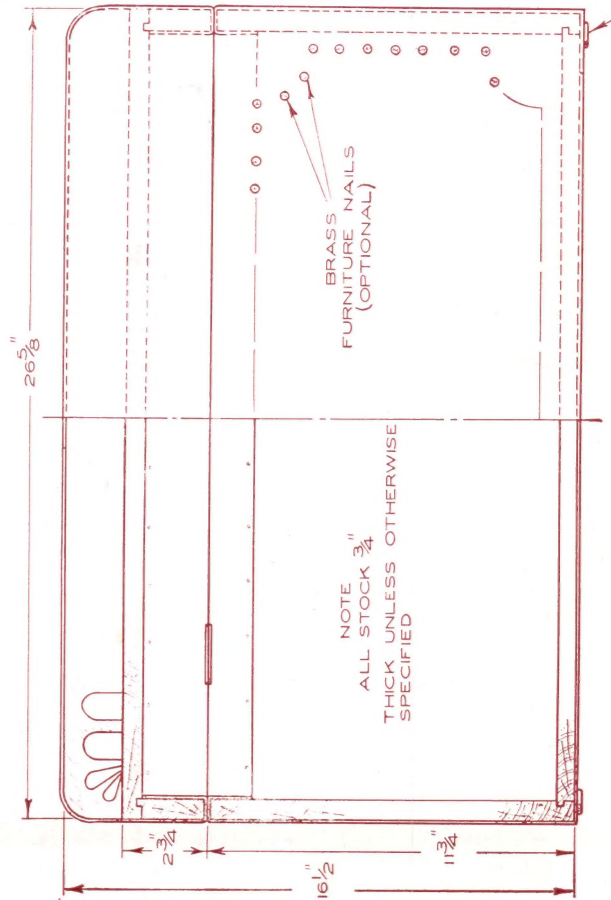 26 5/8"
BRASS
FURNITURE NAILS
(OPTIONAL)
NOTE
ALL STOCK 3/4"
THICK UNLESS OTHERWISE
SPECIFIED
2 3/4"
11 3/4"
16 1/2"